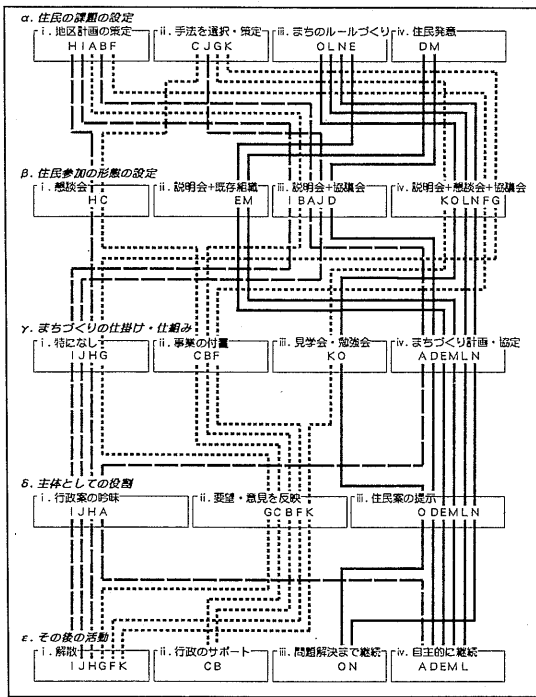 α. 住民の課題の設定
i. 地区計画の策定 ii. 手法を選択・策定 iii. まちのルールづくり iv. 住民発意
H I A B F C J G K O L N E D M
β. 住民参加の形態の設定
i. 懇談会 ii. 説明会+既存組織 iii. 説明会+協議会 iv. 説明会+懇談会+協議会
H C E M I B A J D K O L N F G
γ. まちづくりの仕掛け・仕組み
i. 特になし ii. 事業の付置 iii. 見学会・勉強会 iv. まちづくり計画・協定
I J H G C B F K O A D E M L N
δ. 主体としての役割
i. 行政案の吟味 ii. 要望・意見を反映 iii. 住民案の提示
I J H A G C B F K O D E M L N
ε. その後の活動
i. 解散 ii. 行政のサポート iii. 問題解決まで継続 iv. 自主的に継続
I J H G F K C B O N A D E M L